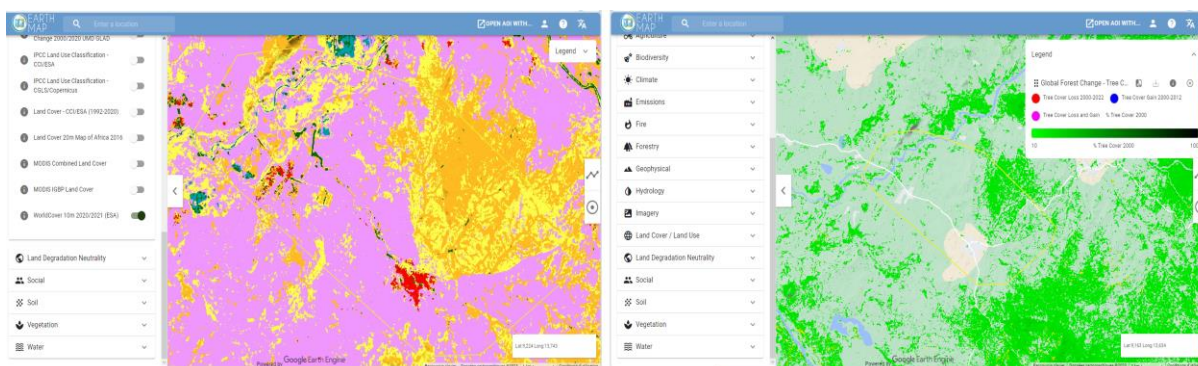 EARTH
MAP
Enter a location
OPEN AOI WITH...
Change 2000/2020 UMD GLAD
IPCC Land Use Classification -
CCI/ESA
IPCC Land Use Classification -
CGLS/Copernicus
Land Cover - CCI/ESA (1992-2020)
Land Cover 20m Map of Africa 2016
MODIS Combined Land Cover
MODIS IGBP Land Cover
WorldCover 10m 2020/2021 (ESA)
Land Degradation Neutrality
Social
Soil
Vegetation
Water
Legend
Google Earth Engine
EARTH
MAP
Enter a location
OPEN AOI WITH...
Agriculture
Biodiversity
Climate
Emissions
Fire
Forestry
Geophysical
Hydrology
Imagery
Land Cover / Land Use
Land Degradation Neutrality
Social
Soil
Vegetation
Water
Legend
Global Forest Change - Tree C...
Tree Cover Loss 2000-2022
Tree Cover Gain 2000-2012
Tree Cover Loss and Gain
% Tree Cover 2000
10
% Tree Cover 2000
100
Google Earth Engine